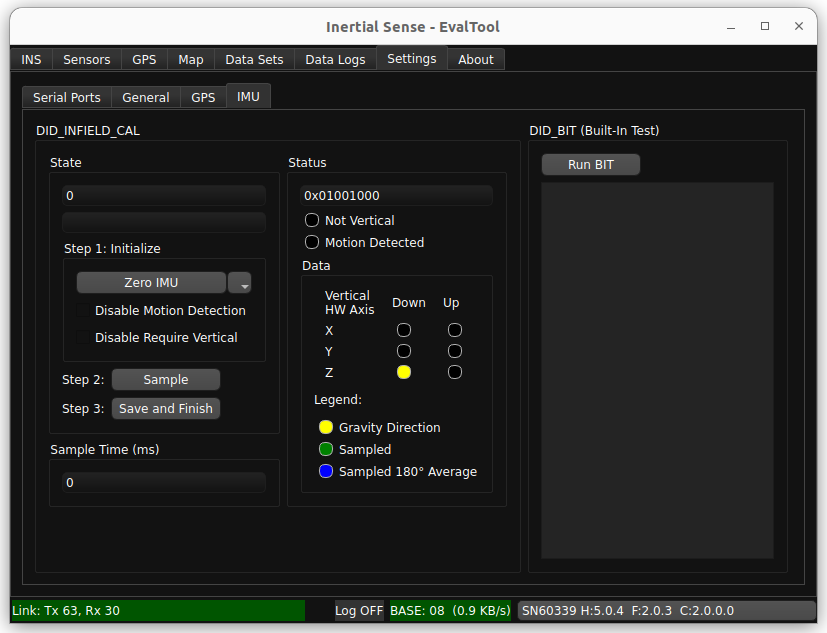 Inertial Sense - EvalTool
INS Sensors GPS Map Data Sets Data Logs Settings About
Serial Ports General GPS IMU
DID_INFIELD_CAL
State
0
Step 1: Initialize
Zero IMU
Disable Motion Detection
Disable Require Vertical
Step 2: Sample
Step 3: Save and Finish
Sample Time (ms)
0
Status
0x01001000
Not Vertical
Motion Detected
Data
Vertical
HW Axis Down Up
X
Y
Z
Legend:
Gravity Direction
Sampled
Sampled 180° Average
DID_BIT (Built-In Test)
Run BIT
Link: Tx 63, Rx 30 Log OFF BASE: 08 (0.9 KB/s) SN60339 H:5.0.4 F:2.0.3 C:2.0.0.0